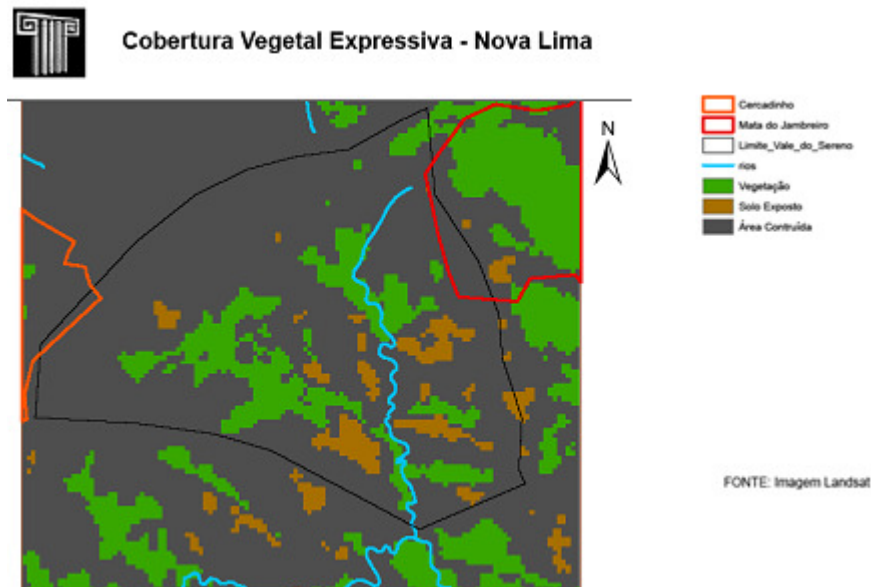 Cobertura Vegetal Expressiva - Nova Lima
N
Cercadinho
Mata do Jambreiro
Limite_Vale_do_Sereno
rios
Vegetação
Solo Exposto
Área Contruída
FONTE: Imagem Landsat